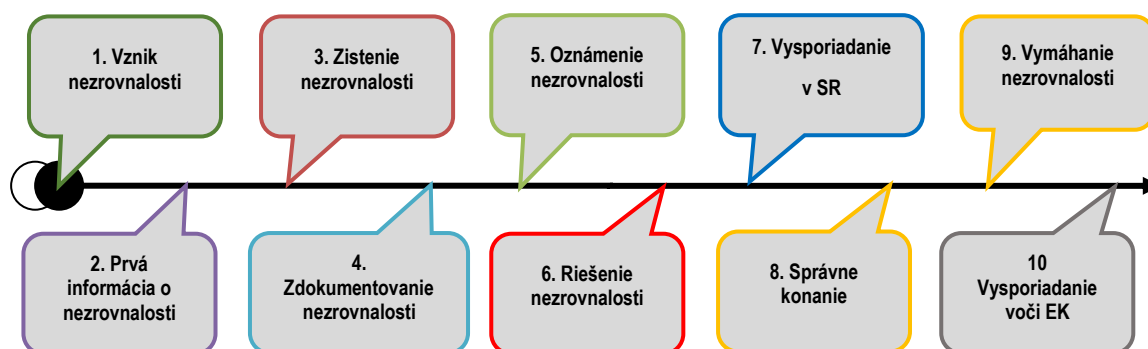 1. Vznik
nezrovnalosti
3. Zistenie
nezrovnalosti
5. Oznámenie
nezrovnalosti
7. Vysporiadanie
v SR
9. Vymáhanie
nezrovnalosti
2. Prvá
informácia o
nezrovnalosti
4.
Zdokumentovanie
nezrovnalosti
6. Riešenie
nezrovnalosti
8. Správne
konanie
10
Vysporiadanie
voči EK